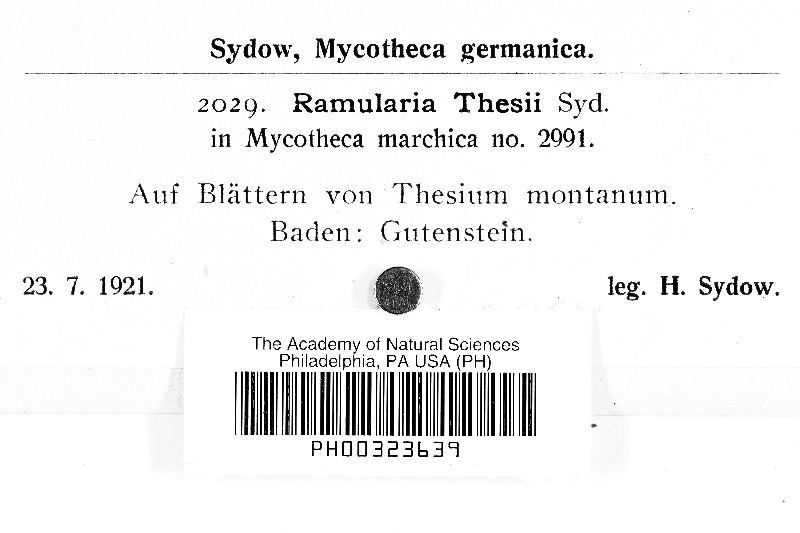 Sydow, Mycotheca germanica.
2029. Ramularia Thesii Syd.
in Mycotheca marchica no. 2991.
Auf Blättern von Thesium montanum.
Baden: Gutenstein.
23. 7. 1921. leg. H. Sydow.
The Academy of Natural Sciences
Philadelphia, PA USA (PH)
PH00323639